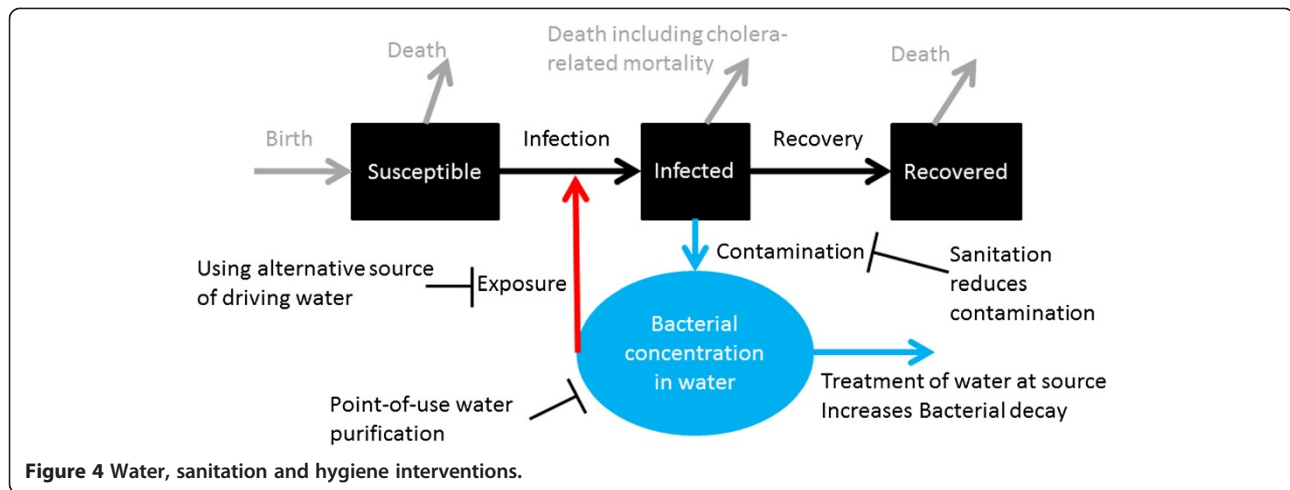 Death
Death including cholera-
related mortality
Death
Birth
Susceptible
Infection
Infected
Recovery
Recovered
Using alternative source
of driving water
Exposure
Contamination
Sanitation
reduces
contamination
Bacterial
concentration
in water
Point-of-use water
purification
Treatment of water at source
Increases Bacterial decay
Figure 4 Water, sanitation and hygiene interventions.